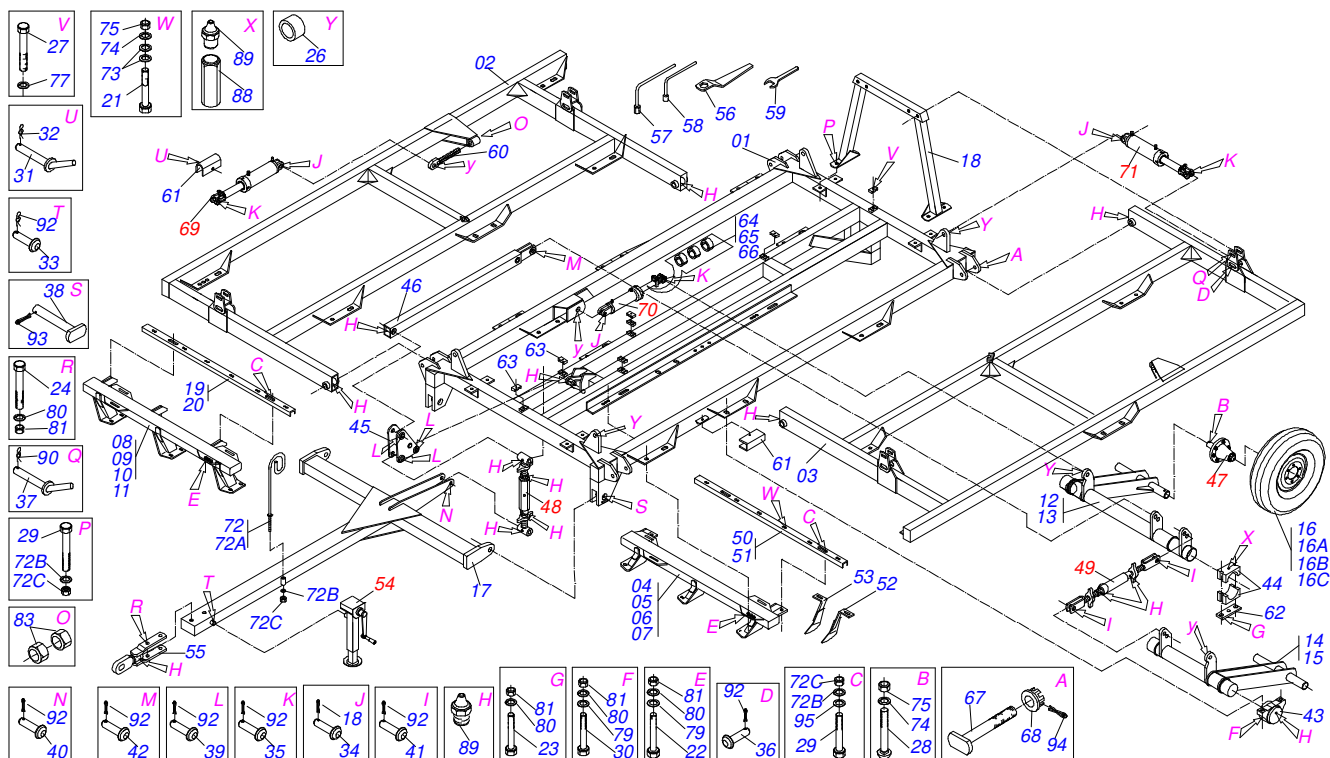 V
27
77
75
74
73
21
W
X
89
88
Y
26
02
O
60
y
U
61
J
K
69
H
57
58
56
59
01
P
V
18
J
71
K
H
Y
A
Q
D
U
32
31
T
92
33
38 S
93
R
24
80
81
Q
90
37
P
29
72B
72C
O
83
46
H
M
64
65
66
K
70
J
y
63
63
H
C
19
20
H
08
09
10
11
E
45
L
L
L
Y
H
H
48
H
H
S
N
72
72A
72B
72C
54
17
T
R
55
H
H
61
03
B
47
Y
12
13
16
16A
16B
16C
W
C
50
51
53
52
04
05
06
07
E
49
I
H
I
X
44
62
G
y
14
15
43
F
H
N
92
40
M
92
42
L
92
39
K
92
35
J
18
34
I
92
41
H
89
G
81
80
23
F
81
80
79
30
E
81
80
79
22
D
92
36
C
72C
72B
95
29
B
75
74
28
A
67
68
94